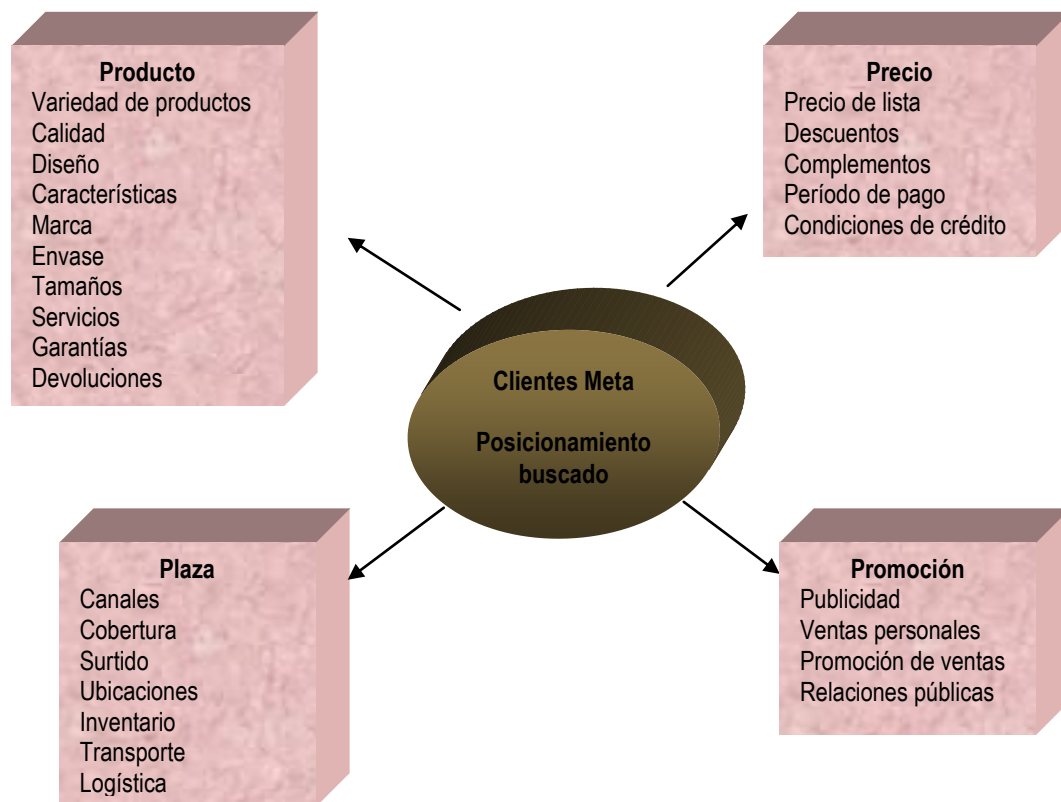 Producto
Variedad de productos
Calidad
Diseño
Características
Marca
Envase
Tamaños
Servicios
Garantías
Devoluciones
Precio
Precio de lista
Descuentos
Complementos
Período de pago
Condiciones de crédito
Clientes Meta
Posicionamiento
buscado
Plaza
Canales
Cobertura
Surtido
Ubicaciones
Inventario
Transporte
Logística
Promoción
Publicidad
Ventas personales
Promoción de ventas
Relaciones públicas